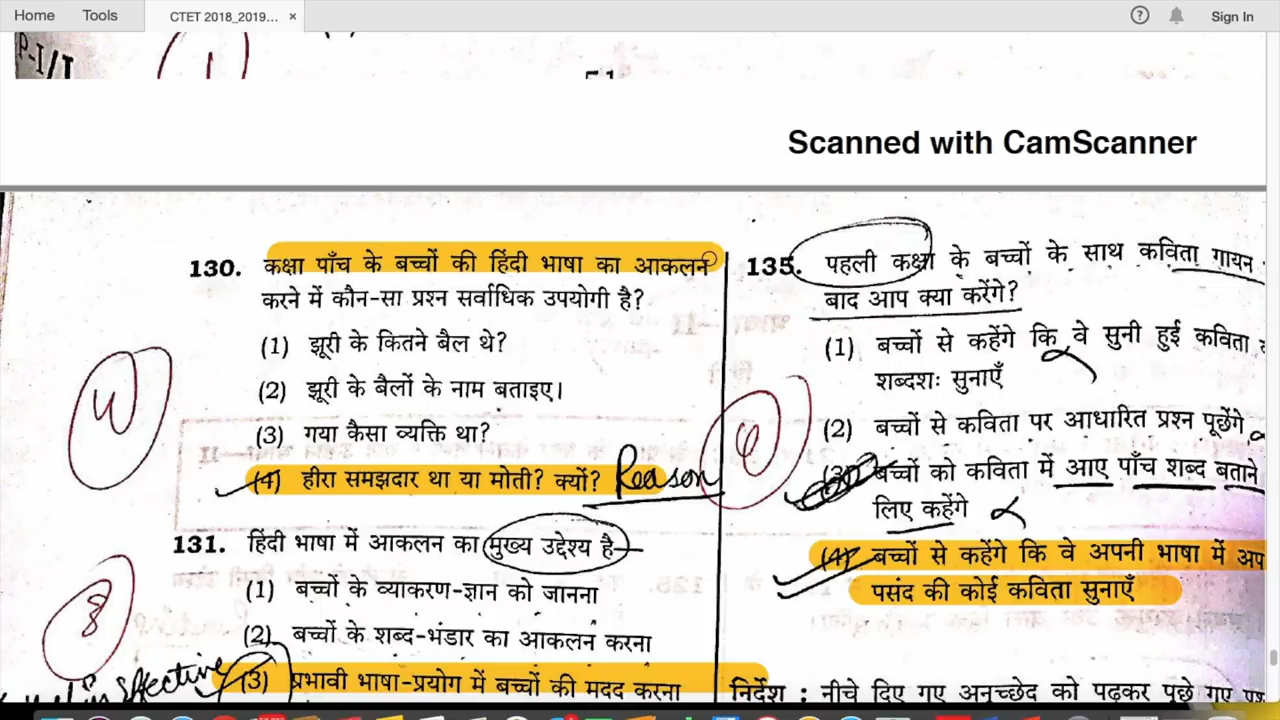 Home Tools CTET 2018_2019... × Sign In
P-I/I
51
Scanned with CamScanner
130. कक्षा पाँच के बच्चों की हिंदी भाषा का आकलन
करने में कौन-सा प्रश्न सर्वाधिक उपयोगी है?
(1) झूरी के कितने बैल थे?
(2) झूरी के बैलों के नाम बताइए।
(3) गया कैसा व्यक्ति था?
(4) हीरा समझदार था या मोती? क्यों? Reason
131. हिंदी भाषा में आकलन का मुख्य उद्देश्य है—
(1) बच्चों के व्याकरण-ज्ञान को जानना
(2) बच्चों के शब्द-भंडार का आकलन करना
(3) प्रभावी भाषा-प्रयोग में बच्चों की मदद करना
135. पहली कक्षा के बच्चों के साथ कविता गायन
बाद आप क्या करेंगे?
(1) बच्चों से कहेंगे कि वे सुनी हुई कविता
शब्दशः सुनाएँ
(2) बच्चों से कविता पर आधारित प्रश्न पूछेंगे
(3) बच्चों को कविता में आए पाँच शब्द बताने
लिए कहेंगे
(4) बच्चों से कहेंगे कि वे अपनी भाषा में अप
पसंद की कोई कविता सुनाएँ
निर्देश : नीचे दिए गए अनुच्छेद को पढ़कर पूछे गए